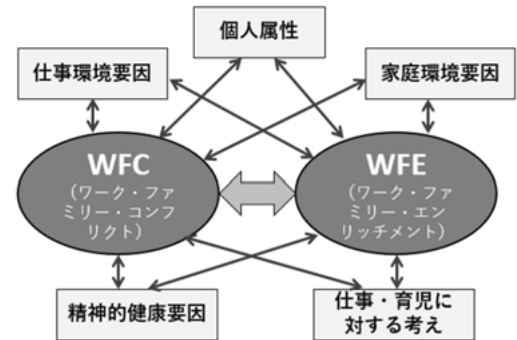 個人属性
仕事環境要因
家庭環境要因
WFC
（ワーク・ファ
ミリー・コンフ
リクト）
WFE
（ワーク・ファ
ミリー・エン
リッチメント）
精神的健康要因
仕事・育児に
対する考え